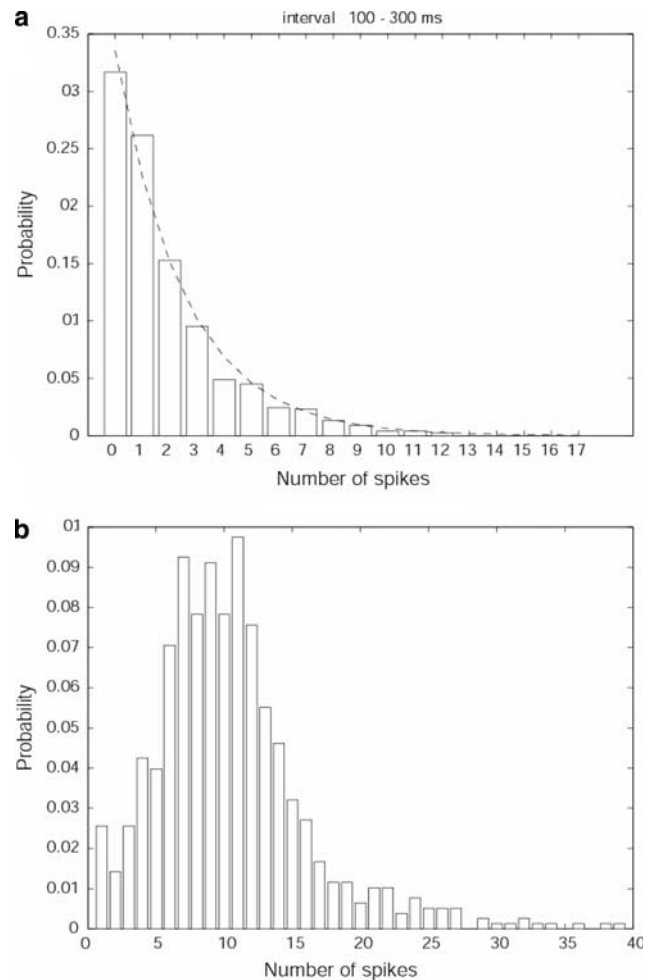 a
interval 100 - 300 ms
0.35
03
0.25
02
0.15
01
0.05
0
Probability
0 1 2 3 4 5 6 7 8 9 10 11 12 13 14 15 16 17
Number of spikes
b
01
0.09
0.08
0.07
0.06
0.05
0.04
0.03
0.02
0.01
0
Probability
0 5 10 15 20 25 30 35 40
Number of spikes